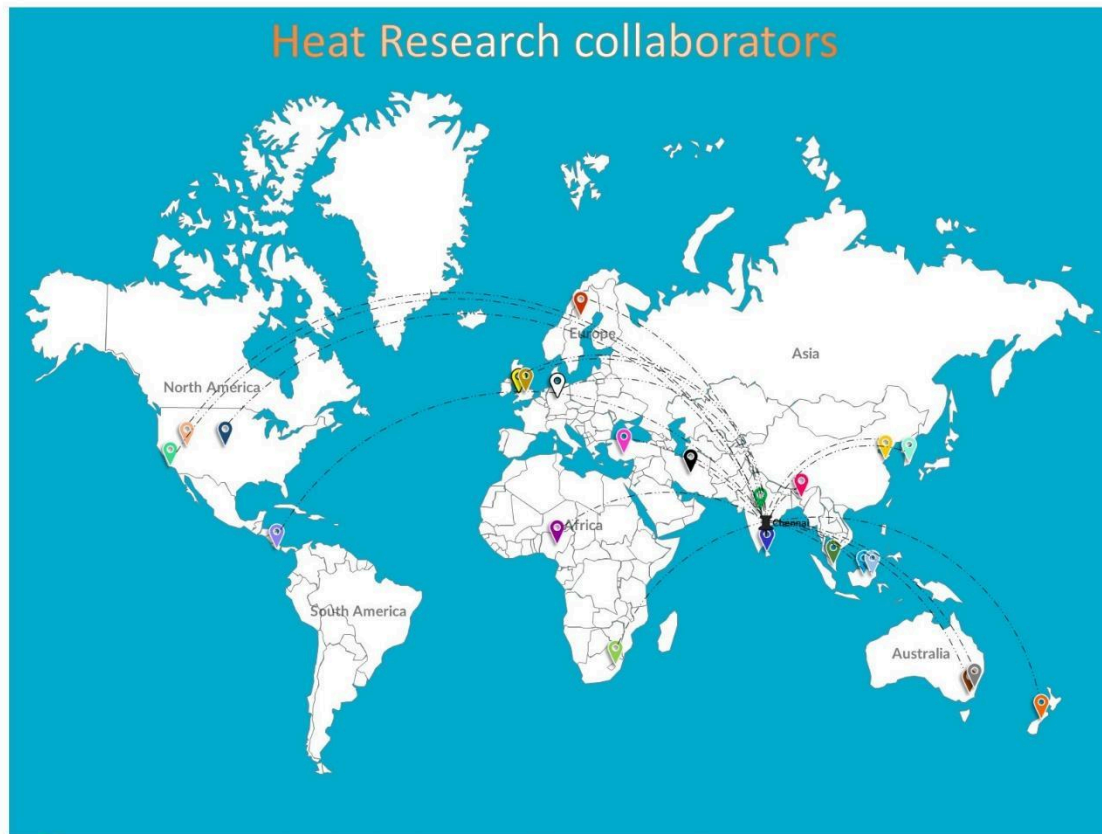 Heat Research collaborators
Europe
Asia
North America
Africa
Chennai
South America
Australia